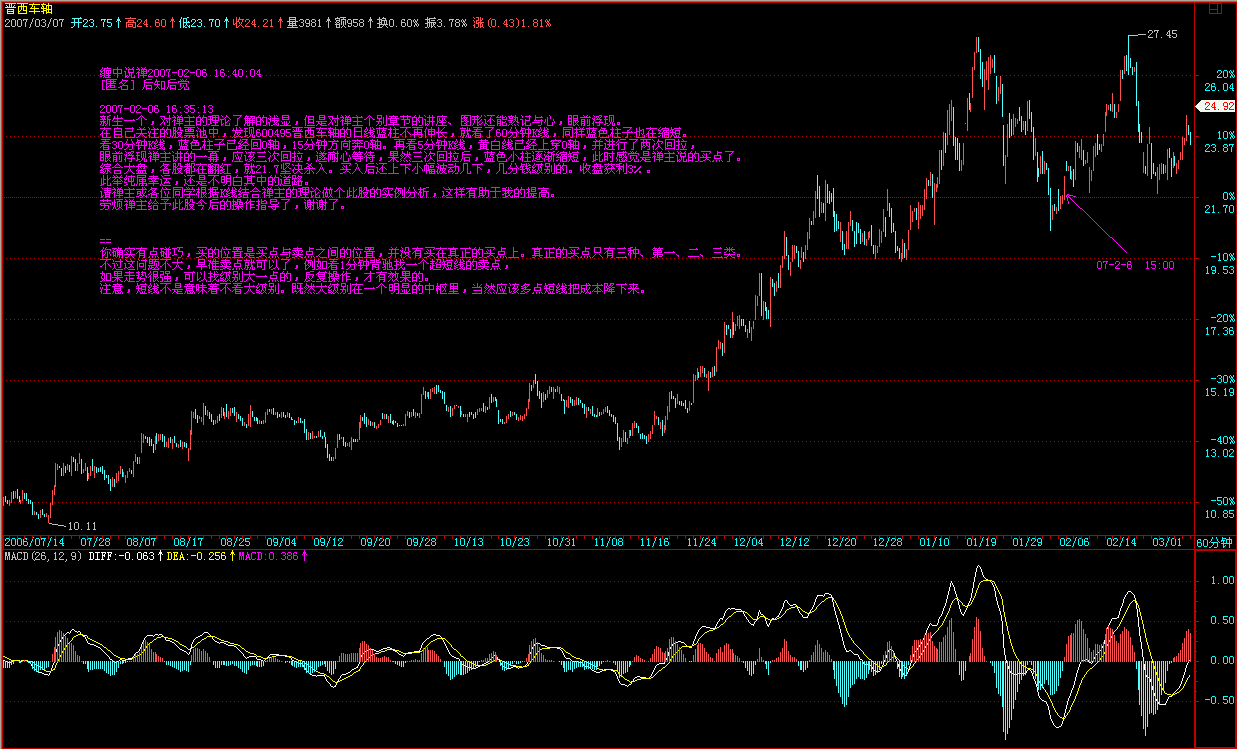 晋西车轴
2007/03/07 开23.75↑高24.60↑低23.70↑收24.21↑量3981↑额958↑换0.60% 振3.78% 涨(0.43)1.81%
27.45
缠中说禅2007-02-06 16:40:04
[匿名] 后知后觉
2007-02-06 16:35:13
新生一个，对禅主的理论了解的浅显，但是对禅主个别章节的讲座、图形还能熟记与心，眼前浮现。
在自己关注的股票池中，发现600495晋西车轴的日线蓝柱不再伸长，就看了60分钟K线，同样蓝色柱子也在缩短。
看30分钟K线，蓝色柱子已经回0轴，15分钟方向奔0轴。再看5分钟K线，黄白线已经上穿0轴，并进行了两次回拉，
眼前浮现禅主讲的一幕，应该三次回拉，遂耐心等待，果然三次回拉后，蓝色小柱逐渐缩短，此时感觉是禅主说的买点了。
综合大盘，各股都在翻红，就21.7坚决杀入。买入后还上下小幅波动几下，几分钱级别的。收盘获利3%。
此举纯属幸运，还是不明白其中的道路。
请禅主或各位同学根据K线结合禅主的理论做个此股的实例分析，这样有助于我的提高。
劳烦禅主给予此股今后的操作指导了，谢谢了。
==
你确实有点碰巧，买的位置是买点与卖点之间的位置，并没有买在真正的买点上。真正的买点只有三种、第一、二、三类。
不过这问题不大，早准卖点就可以了，例如看1分钟背驰找一个超短线的卖点，
如果走势很强，可以找级别大一点的，反复操作，才有效果的。
注意，短线不是意味著不看大级别。既然大级别在一个明显的中枢里，当然应该多点短线把成本降下来。
07-2-6 15:00
10.11
20%
26.04
24.92
10%
23.87
0%
21.70
-10%
19.53
-20%
17.36
-30%
15.19
-40%
13.02
-50%
10.85
2006/07/14 07/28 08/07 08/17 08/25 09/04 09/12 09/20 09/28 10/13 10/23 10/31 11/08 11/16 11/24 12/04 12/12 12/20 12/28 01/10 01/19 01/29 02/06 02/14 03/01 60分钟
MACD(26,12,9) DIFF:-0.063↑DEA:-0.256↑MACD:0.386↑
1.00
0.50
0.00
-0.50